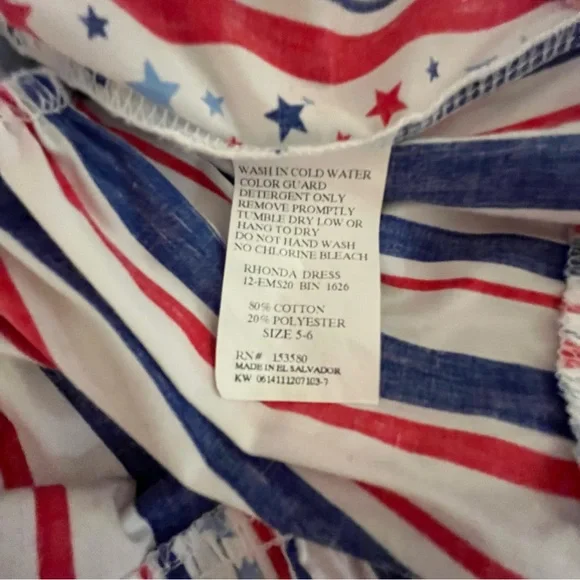 WASH IN COLD WATER
COLOR GUARD
DETERGENT ONLY
REMOVE PROMPTLY
TUMBLE DRY LOW OR
HANG TO DRY
DO NOT HAND WASH
NO CHLORINE BLEACH
RHONDA DRESS
12-EMS20 BIN 1626
80% COTTON
20% POLYESTER
SIZE 5-6
RN# 153580
MADE IN EL SALVADOR
KW 0614111207103-7